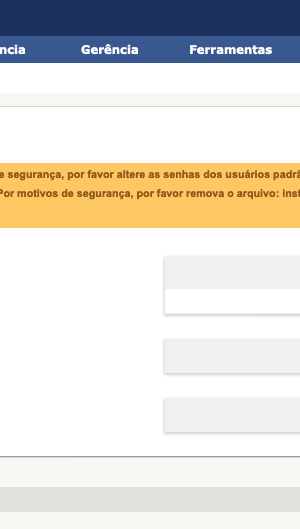 ncia Gerência Ferramentas
e segurança, por favor altere as senhas dos usuários padrã
Por motivos de segurança, por favor remova o arquivo: inst